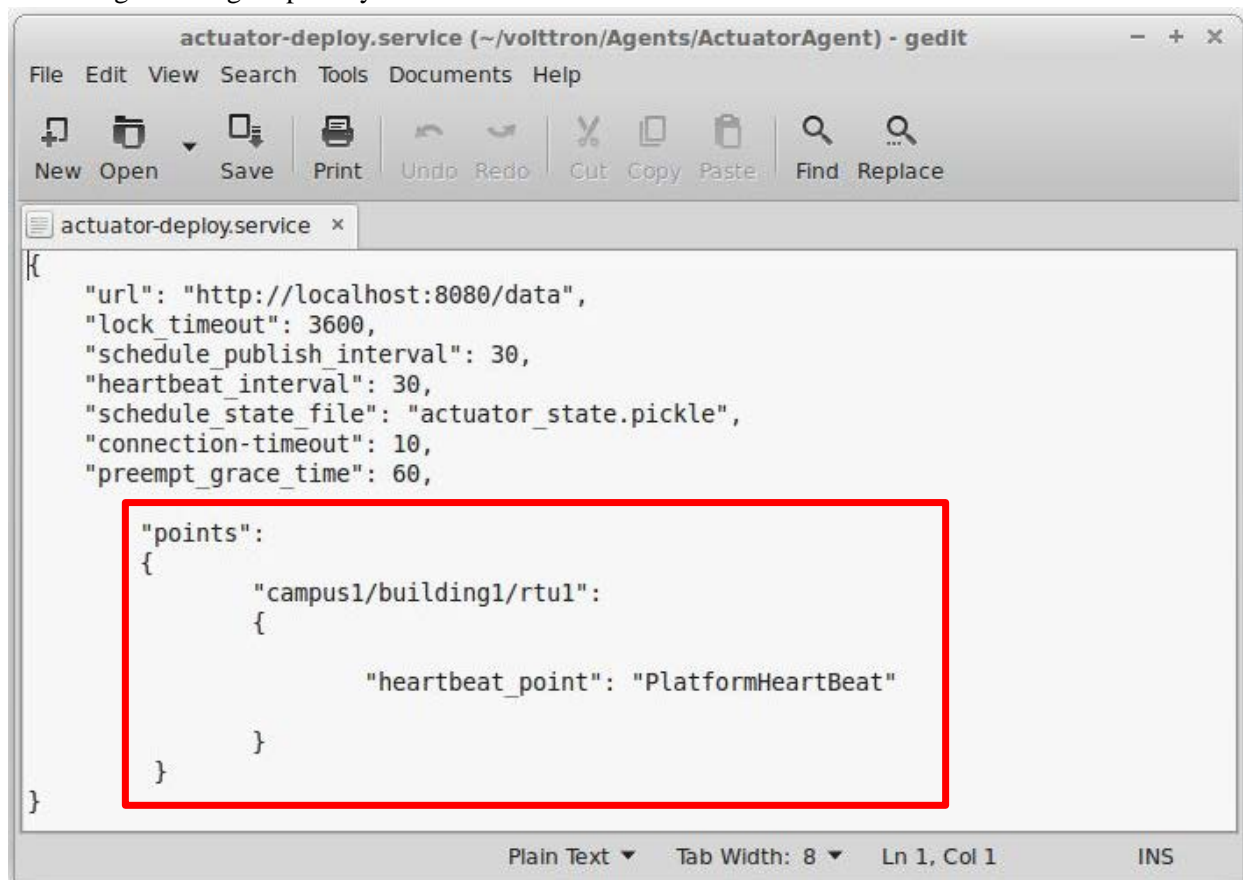 actuator-deploy.service (~/volttron/Agents/ActuatorAgent) - gedit
File Edit View Search Tools Documents Help
New Open Save Print Undo Redo Cut Copy Paste Find Replace
actuator-deploy.service ×
{
    "url": "http://localhost:8080/data",
    "lock_timeout": 3600,
    "schedule_publish_interval": 30,
    "heartbeat_interval": 30,
    "schedule_state_file": "actuator_state.pickle",
    "connection-timeout": 10,
    "preempt_grace_time": 60,
        "points":
        {
                "campus1/building1/rtu1":
                {
                        "heartbeat_point": "PlatformHeartBeat"
                }
        }
}
Plain Text ▼ Tab Width: 8 ▼ Ln 1, Col 1 INS